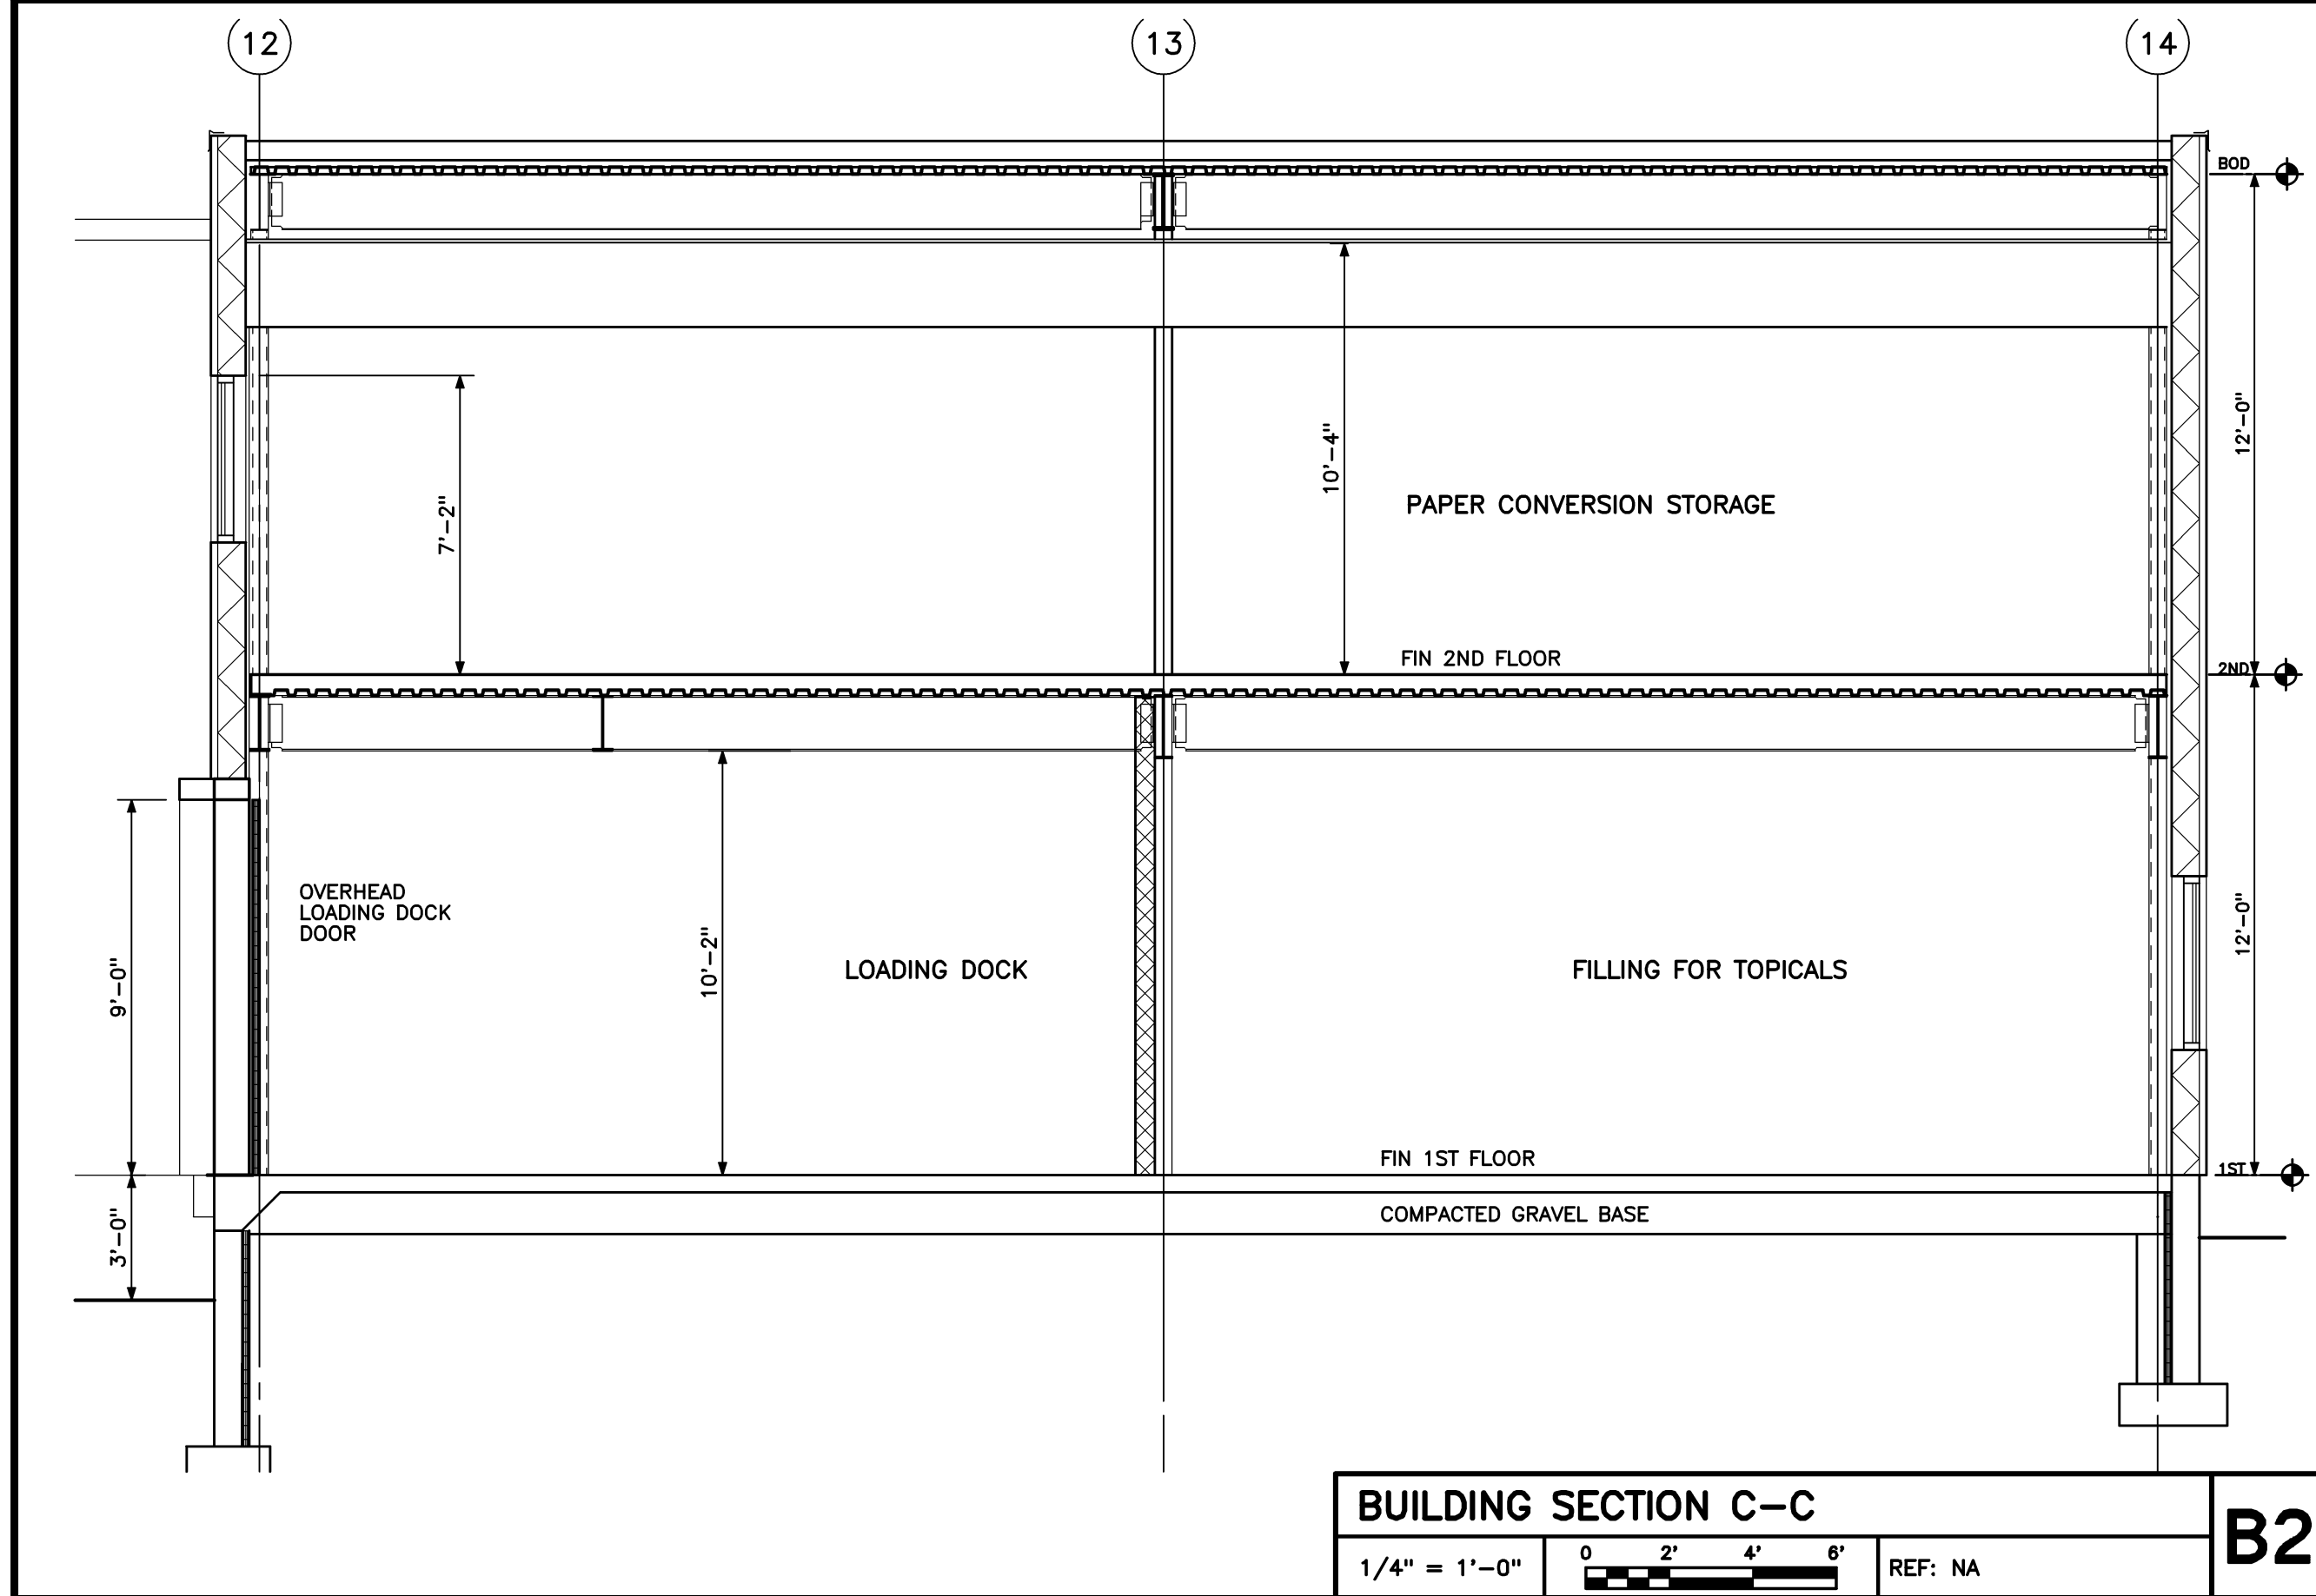 12
13
14
BOD
12'-0"
10'-4"
7'-2"
PAPER CONVERSION STORAGE
FIN 2ND FLOOR
2ND
OVERHEAD
LOADING DOCK
DOOR
9'-0"
10'-2"
LOADING DOCK
FILLING FOR TOPICALS
12'-0"
FIN 1ST FLOOR
1ST
COMPACTED GRAVEL BASE
3'-0"
BUILDING SECTION C-C
B2
1/4" = 1'-0"
0 2' 4' 6'
REF: NA